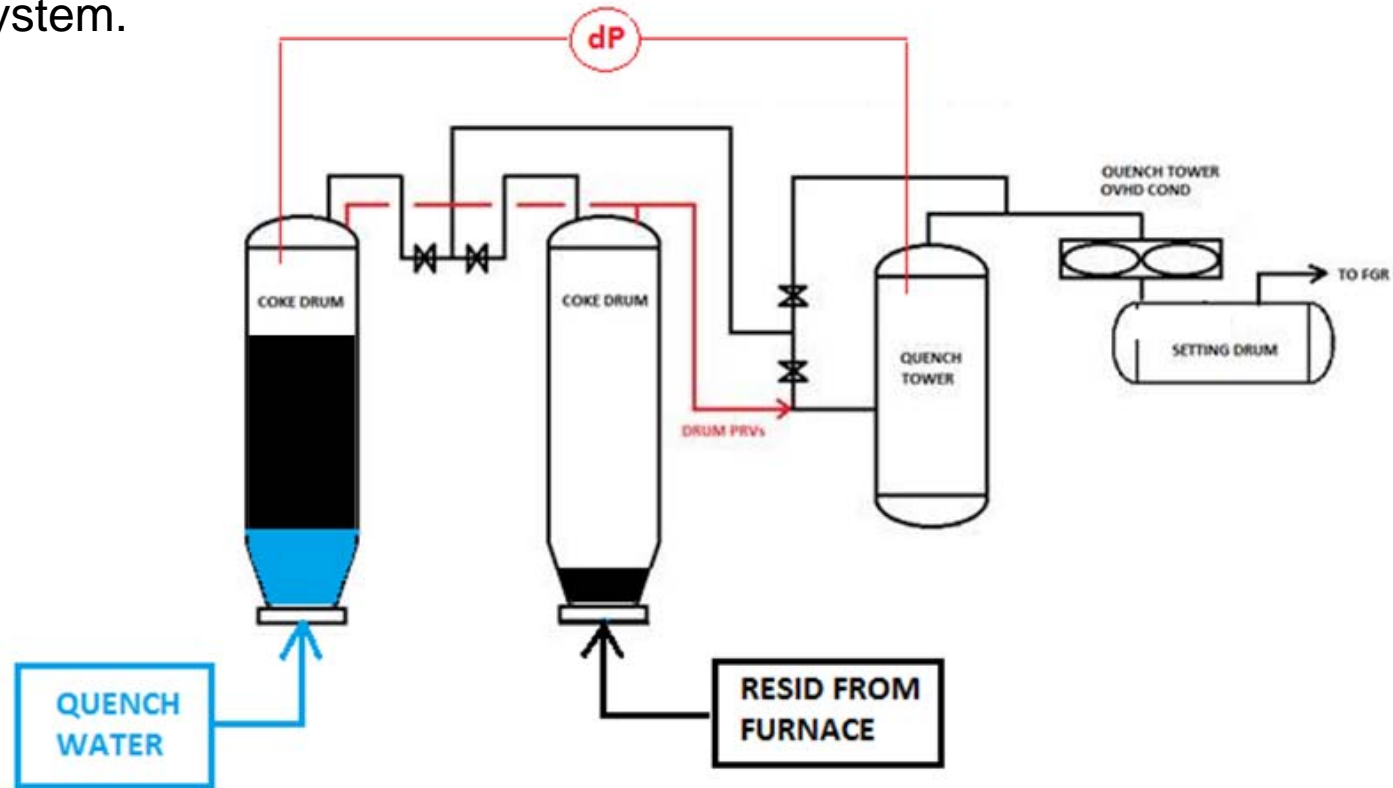 ystem.
dP
QUENCH TOWER
OVHD COND
TO FGR
COKE DRUM
COKE DRUM
SETTING DRUM
QUENCH
TOWER
DRUM PRVs
QUENCH
WATER
RESID FROM
FURNACE